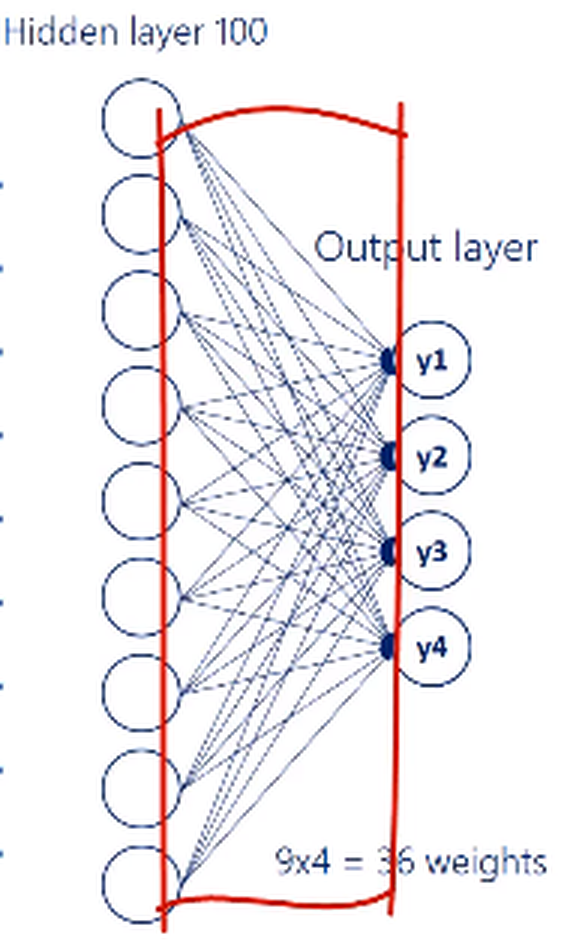 Hidden layer 100
Output layer
y1
y2
y3
y4
9x4 = 36 weights